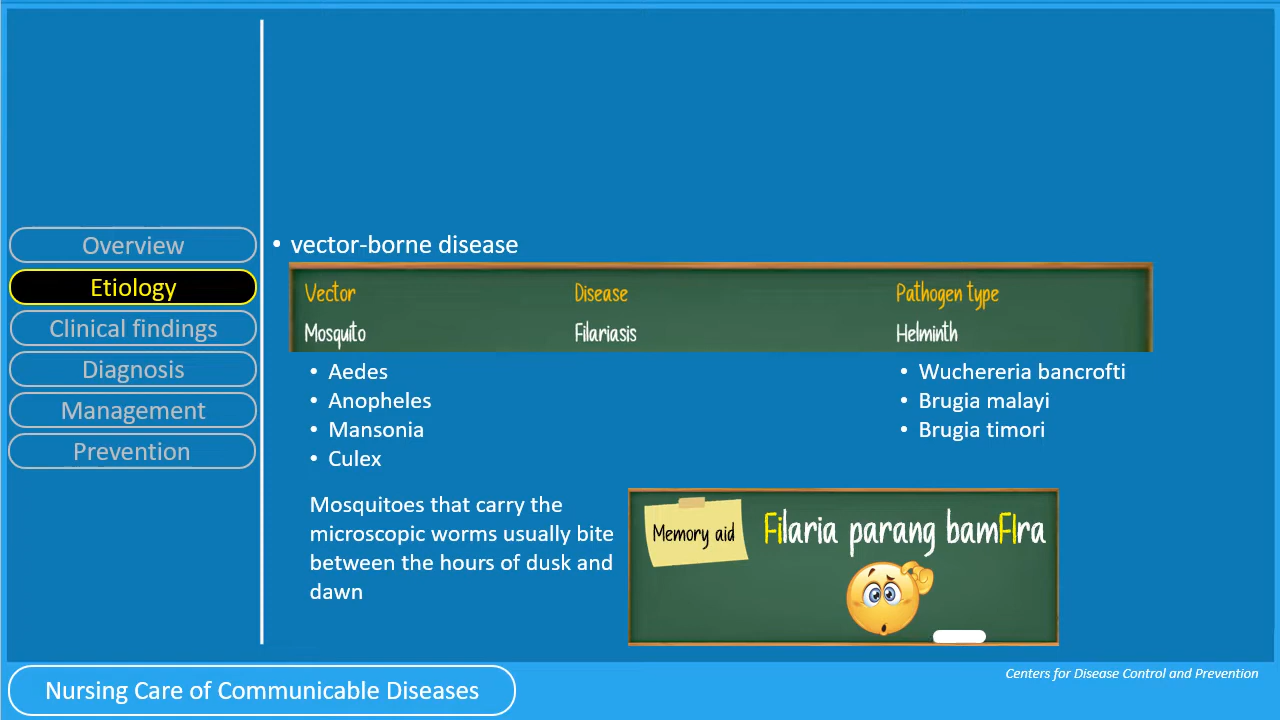 Overview
Etiology
Clinical findings
Diagnosis
Management
Prevention
• vector-borne disease
Vector Disease Pathogen type
Mosquito Filariasis Helminth
• Aedes
• Anopheles
• Mansonia
• Culex
• Wuchereria bancrofti
• Brugia malayi
• Brugia timori
Mosquitoes that carry the
microscopic worms usually bite
between the hours of dusk and
dawn
Memory aid
Filaria parang bamFIra
Nursing Care of Communicable Diseases
Centers for Disease Control and Prevention